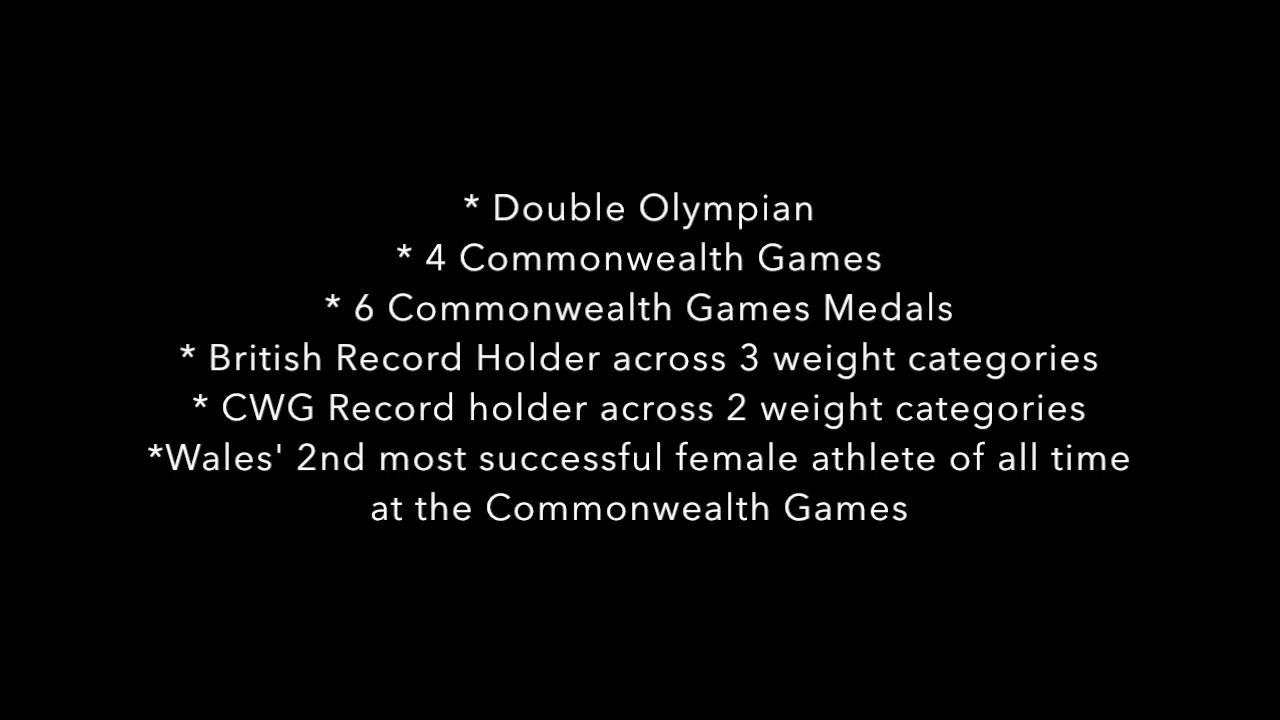 * Double Olympian
* 4 Commonwealth Games
* 6 Commonwealth Games Medals
* British Record Holder across 3 weight categories
* CWG Record holder across 2 weight categories
*Wales' 2nd most successful female athlete of all time
at the Commonwealth Games